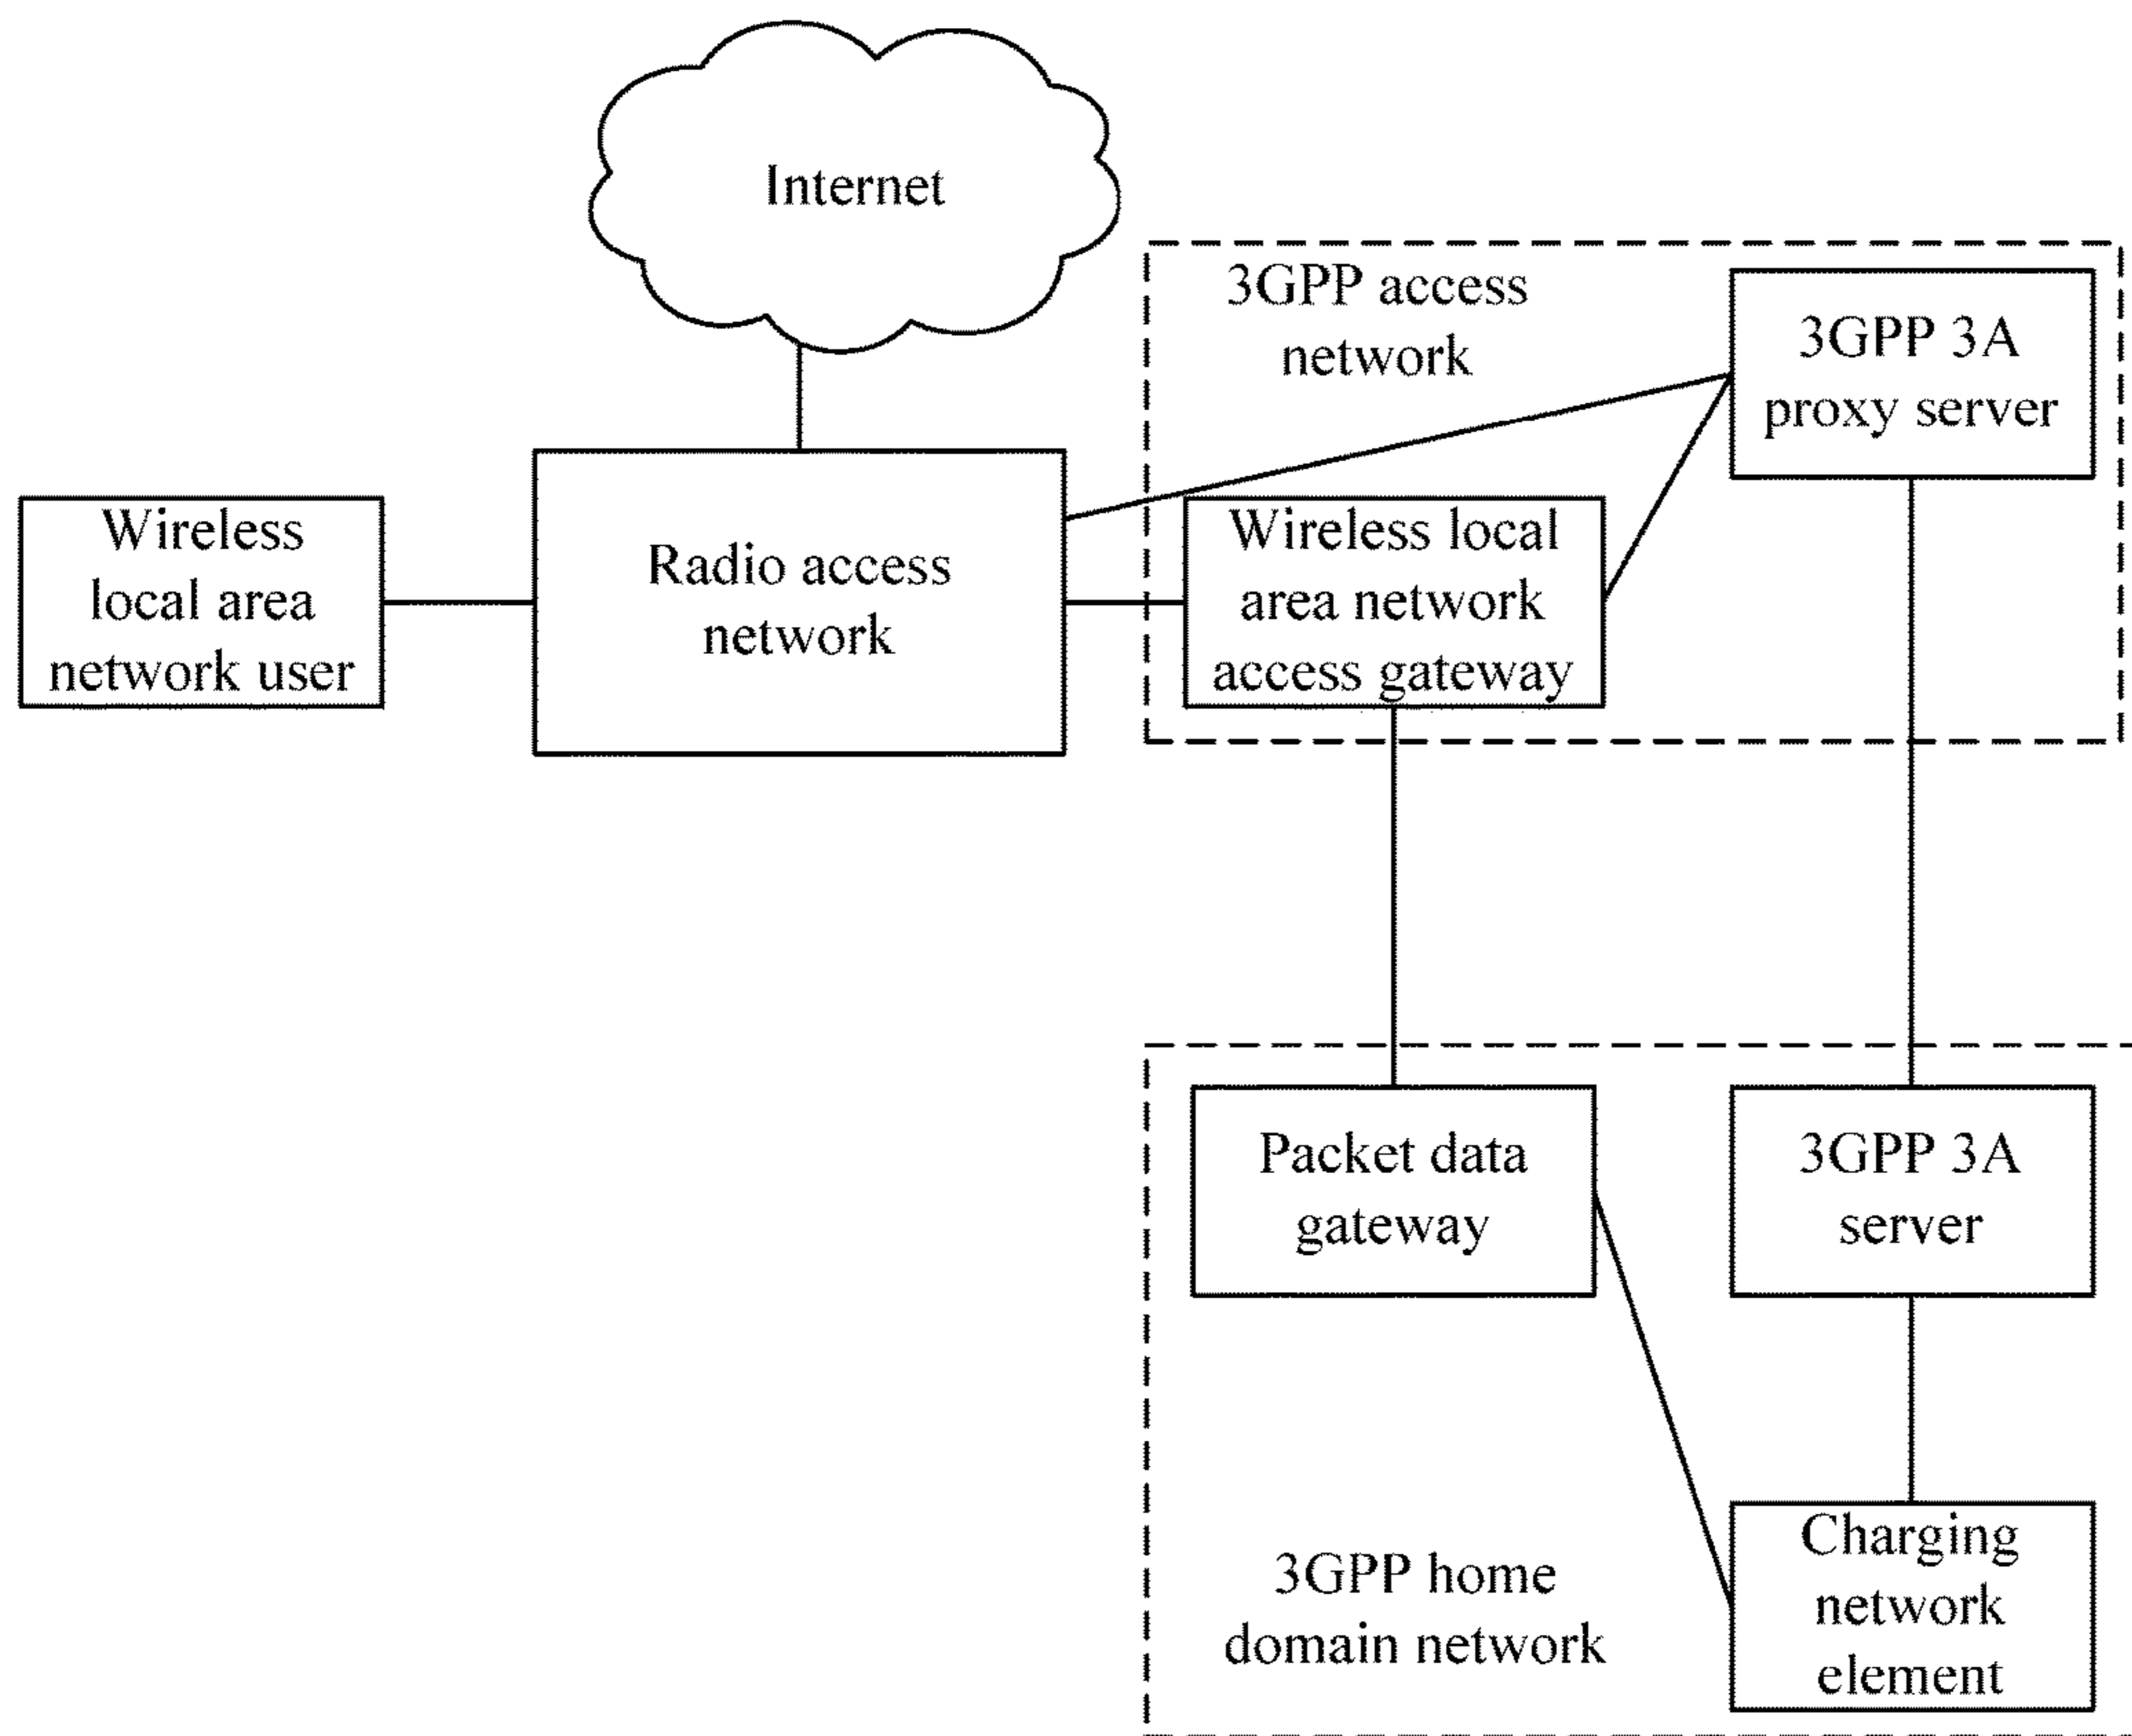 Internet
3GPP access
network
3GPP 3A
proxy server
Wireless
local area
network user
Radio access
network
Wireless local
area network
access gateway
Packet data
gateway
3GPP 3A
server
3GPP home
domain network
Charging
network
element